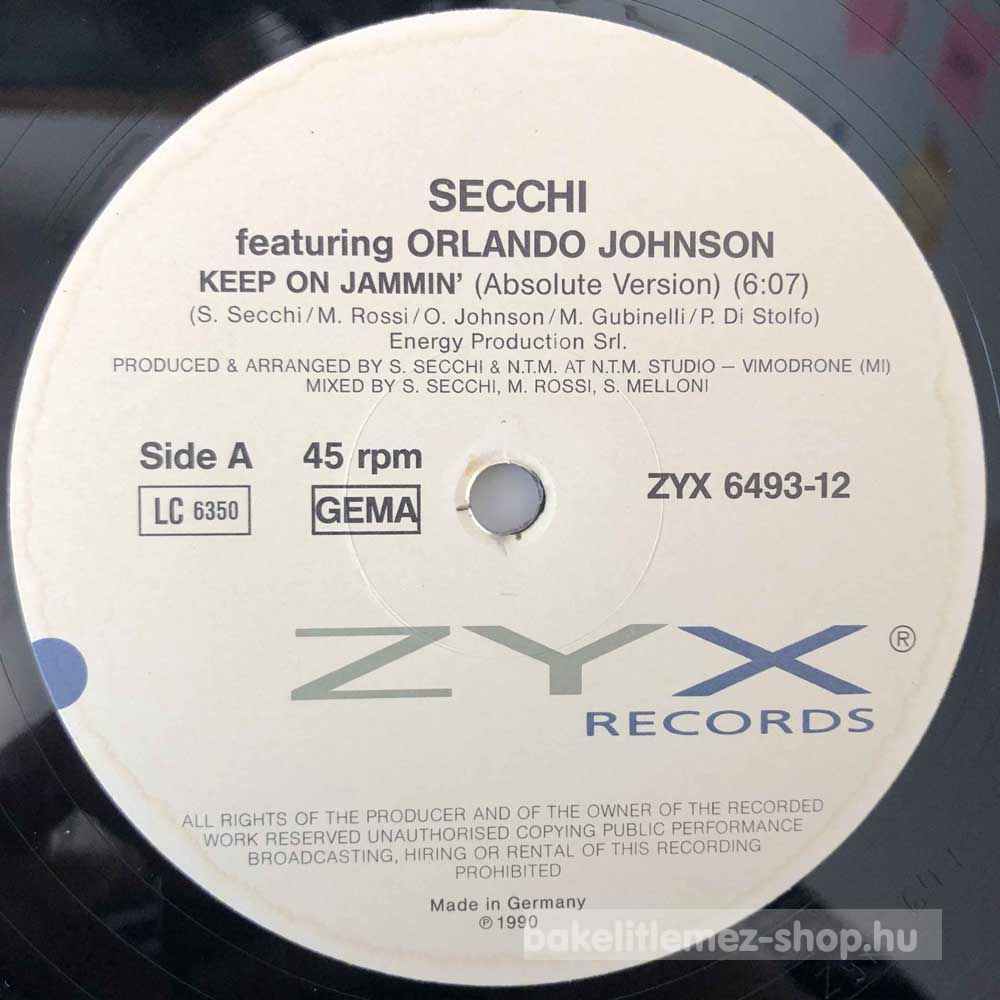 SECCHI
featuring ORLANDO JOHNSON
KEEP ON JAMMIN' (Absolute Version) (6:07)
(S. Secchi/M. Rossi/O. Johnson/M. Gubinelli/P. Di Stolfo)
Energy Production Srl.
PRODUCED & ARRANGED BY S. SECCHI & N.T.M. AT N.T.M. STUDIO – VIMODRONE (MI)
MIXED BY S. SECCHI, M. ROSSI, S. MELLONI
Side A 45 rpm
LC 6350 GEMA ZYX 6493-12
ZYX ®
RECORDS
ALL RIGHTS OF THE PRODUCER AND OF THE OWNER OF THE RECORDED
WORK RESERVED UNAUTHORISED COPYING PUBLIC PERFORMANCE
BROADCASTING, HIRING OR RENTAL OF THIS RECORDING
PROHIBITED
Made in Germany
℗ 1990
bakelitlemez-shop.hu